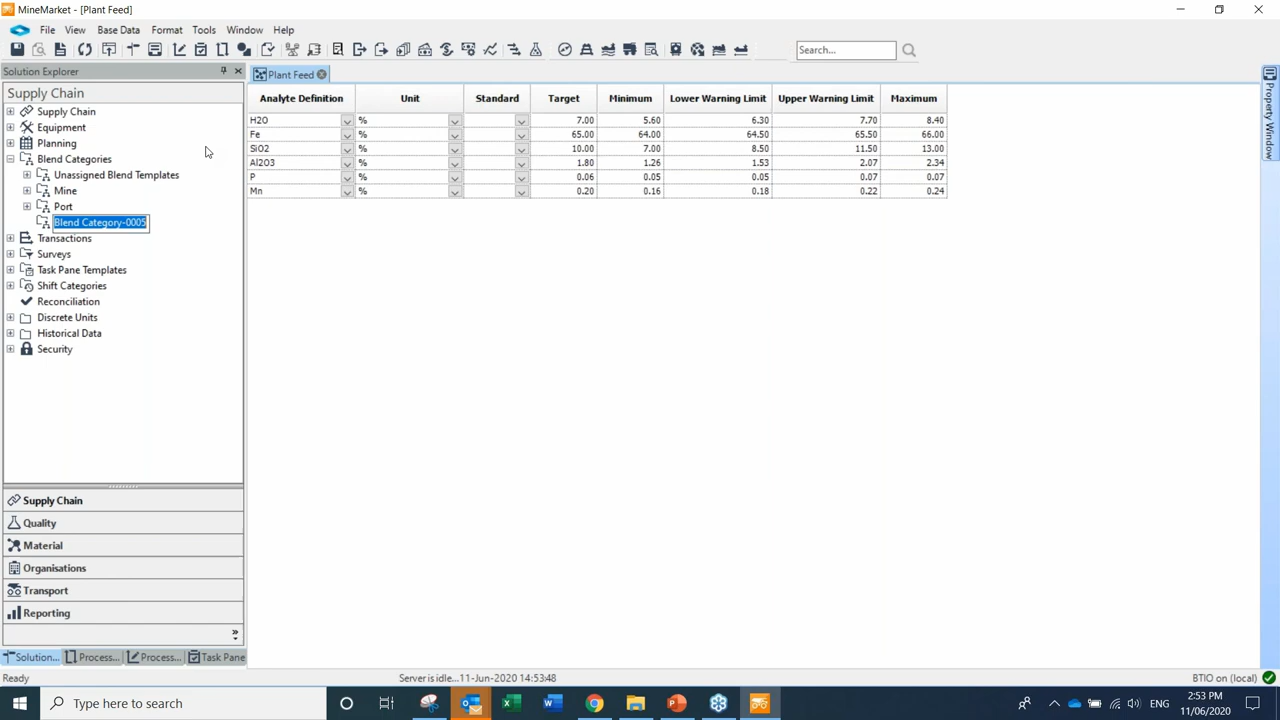 MineMarket - [Plant Feed]
File View Base Data Format Tools Window Help
Search...
Solution Explorer
Plant Feed
Supply Chain
Supply Chain
Equipment
Planning
Blend Categories
Unassigned Blend Templates
Mine
Port
Blend Category-0005
Transactions
Surveys
Task Pane Templates
Shift Categories
Reconciliation
Discrete Units
Historical Data
Security
Analyte Definition Unit Standard Target Minimum Lower Warning Limit Upper Warning Limit Maximum
H2O % 7.00 5.60 6.30 7.70 8.40
Fe % 65.00 64.00 64.50 65.50 66.00
SiO2 % 10.00 7.00 8.50 11.50 13.00
Al2O3 % 1.80 1.26 1.53 2.07 2.34
P % 0.06 0.05 0.05 0.07 0.07
Mn % 0.20 0.16 0.18 0.22 0.24
Property Window
Supply Chain
Quality
Material
Organisations
Transport
Reporting
Solution... Process... Process... Task Pane
Ready Server is idle...11-Jun-2020 14:53:48 BTIO on (local)
Type here to search
ENG 2:53 PM
11/06/2020